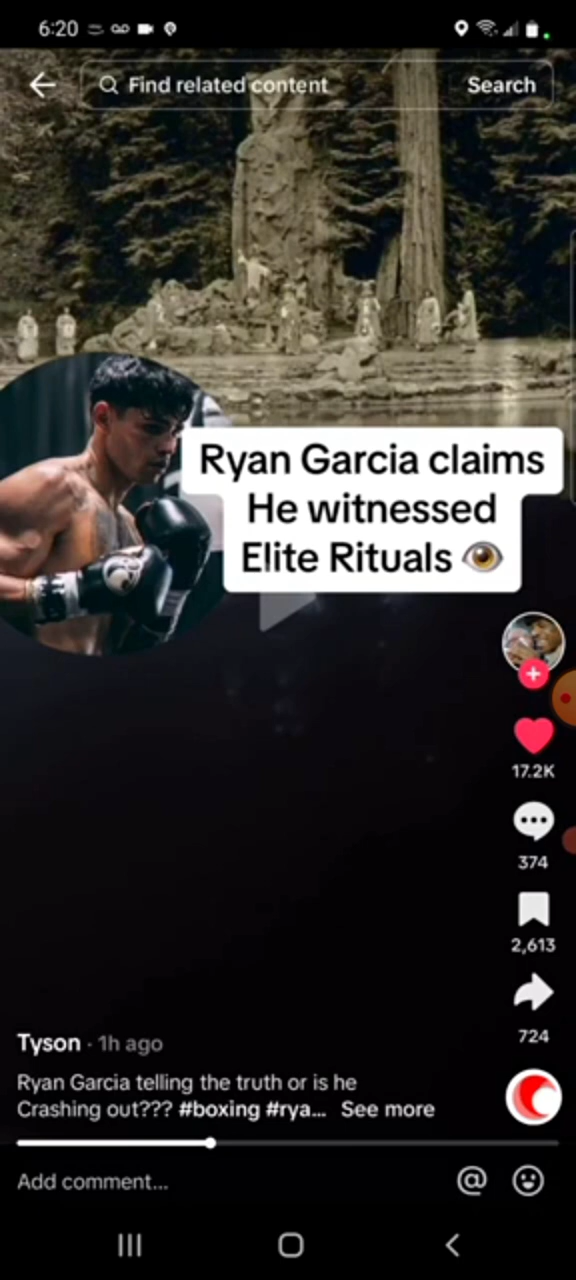 6:20
Find related content Search
Ryan Garcia claims
He witnessed
Elite Rituals 👁️
17.2K
374
2,613
724
Tyson · 1h ago
Ryan Garcia telling the truth or is he
Crashing out??? #boxing #rya... See more
Add comment...